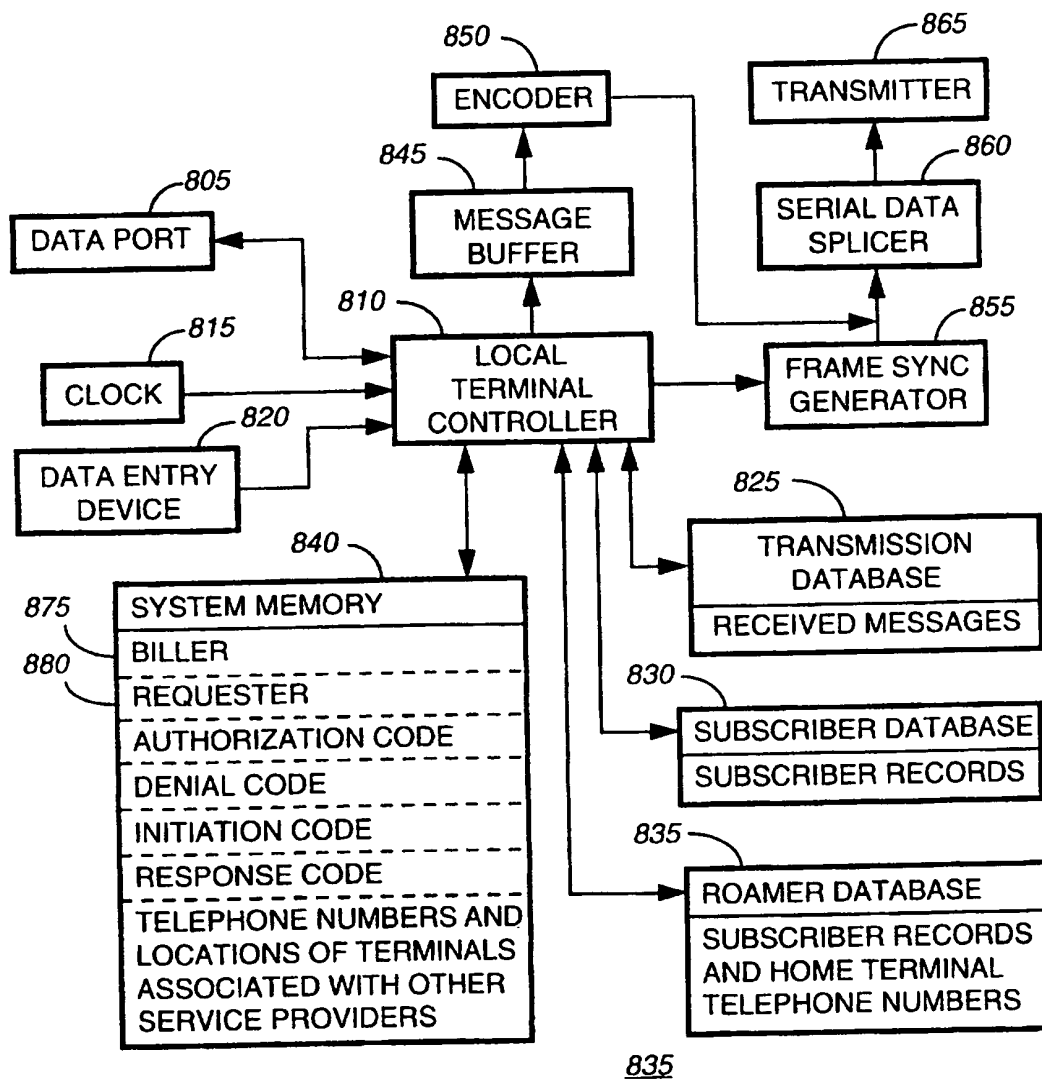 850
ENCODER
865
TRANSMITTER
845
MESSAGE
BUFFER
860
SERIAL DATA
SPLICER
805
DATA PORT
810
LOCAL
TERMINAL
CONTROLLER
855
FRAME SYNC
GENERATOR
815
CLOCK
820
DATA ENTRY
DEVICE
825
TRANSMISSION
DATABASE
RECEIVED MESSAGES
840
SYSTEM MEMORY
875
BILLER
880
REQUESTER
AUTHORIZATION CODE
DENIAL CODE
INITIATION CODE
RESPONSE CODE
TELEPHONE NUMBERS AND
LOCATIONS OF TERMINALS
ASSOCIATED WITH OTHER
SERVICE PROVIDERS
830
SUBSCRIBER DATABASE
SUBSCRIBER RECORDS
835
ROAMER DATABASE
SUBSCRIBER RECORDS
AND HOME TERMINAL
TELEPHONE NUMBERS
835